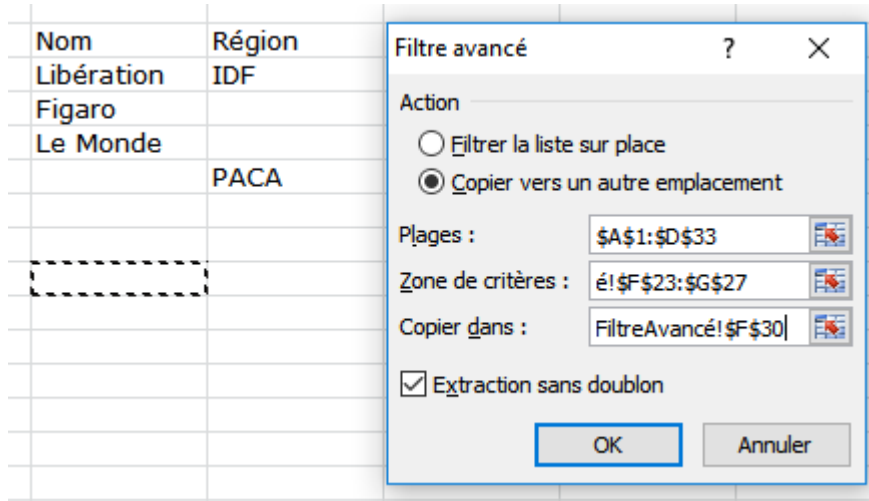 Nom Région
Libération IDF
Figaro
Le Monde
PACA
Filtre avancé ?
Action
Filtrer la liste sur place
Copier vers un autre emplacement
Plages : $A$1:$D$33
Zone de critères : é!$F$23:$G$27
Copier dans : FiltreAvancé!$F$30
Extraction sans doublon
OK Annuler